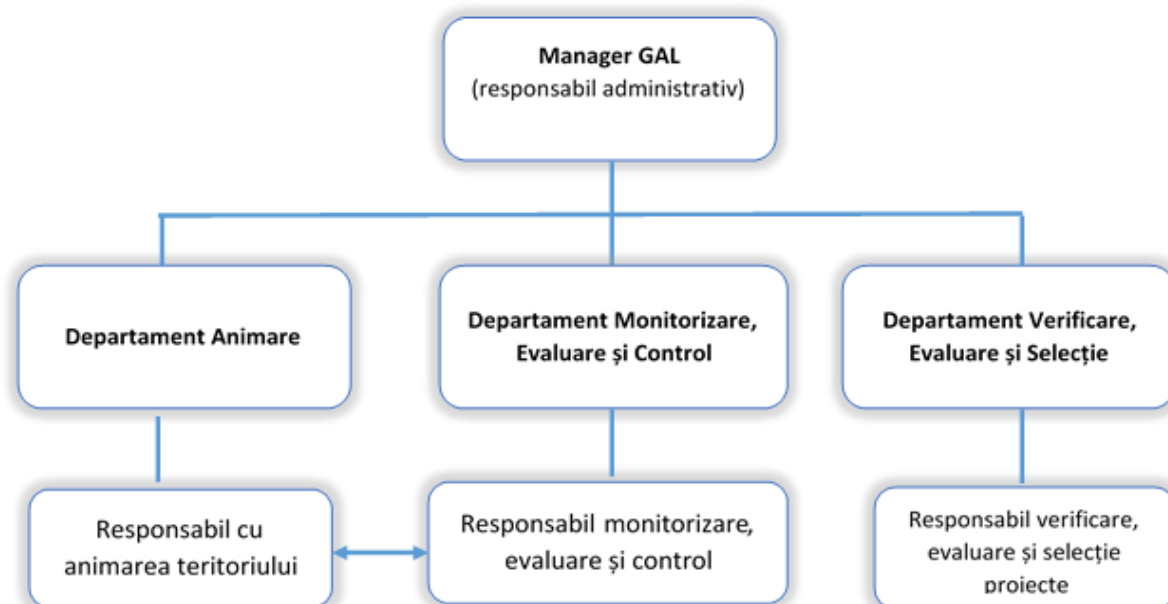 Manager GAL
(responsabil administrativ)
Departament Animare
Departament Monitorizare,
Evaluare și Control
Departament Verificare,
Evaluare și Selecție
Responsabil cu
animarea teritoriului
Responsabil monitorizare,
evaluare și control
Responsabil verificare,
evaluare și selecție
proiecte